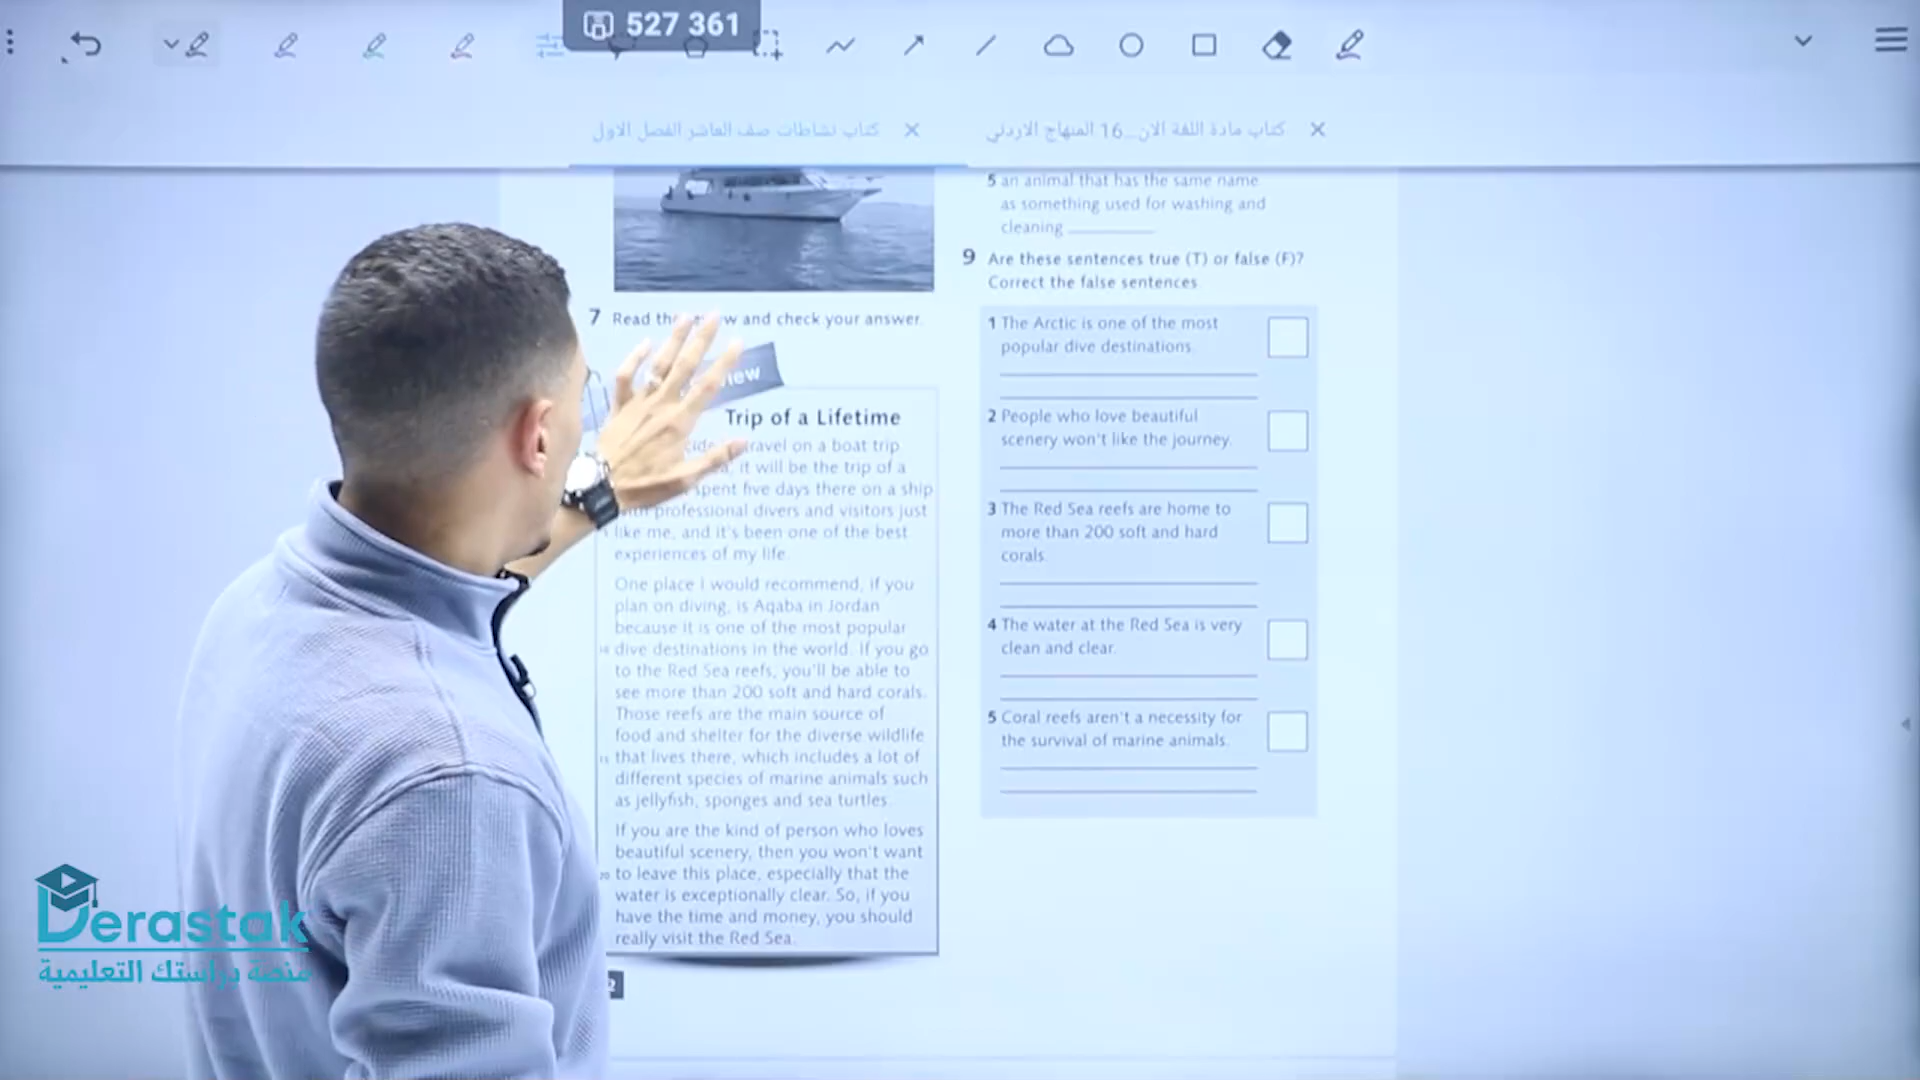 527 361
كتاب نشاطات صف العاشر الفصل الاول
كتاب مادة اللغة الان...16 المنهاج الاردني
7 Read the w and check your answer.
Trip of a Lifetime
travel on a boat trip
it will be the trip of a
spent five days there on a ship
with professional divers and visitors just
like me, and it's been one of the best
experiences of my life.
One place I would recommend, if you
plan on diving, is Aqaba in Jordan
because it is one of the most popular
10 dive destinations in the world. If you go
to the Red Sea reefs, you'll be able to
see more than 200 soft and hard corals.
Those reefs are the main source of
food and shelter for the diverse wildlife
15 that lives there, which includes a lot of
different species of marine animals such
as jellyfish, sponges and sea turtles.
If you are the kind of person who loves
beautiful scenery, then you won't want
20 to leave this place, especially that the
water is exceptionally clear. So, if you
have the time and money, you should
really visit the Red Sea.
5 an animal that has the same name
as something used for washing and
cleaning
9 Are these sentences true (T) or false (F)?
Correct the false sentences
1 The Arctic is one of the most
popular dive destinations.
2 People who love beautiful
scenery won't like the journey.
3 The Red Sea reefs are home to
more than 200 soft and hard
corals.
4 The water at the Red Sea is very
clean and clear.
5 Coral reefs aren't a necessity for
the survival of marine animals.
Derastak
منصة دراستك التعليمية